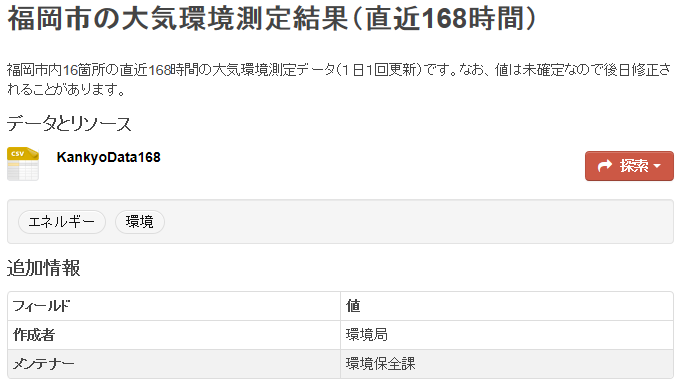 福岡市の大気環境測定結果(直近168時間)
福岡市内16箇所の直近168時間の大気環境測定データ(1日1回更新)です。なお、値は未確定なので後日修正さ
れることがあります。
データとリソース
CSV
KankyoData168
探索
エネルギー
環境
追加情報
フィールド 値
作成者 環境局
メンテナー 環境保全課